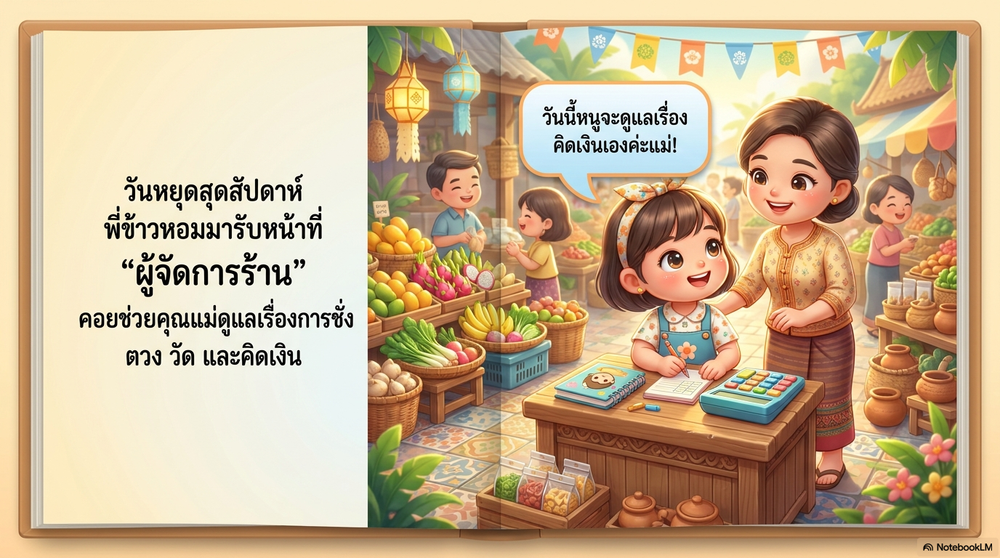 วันหยุดสุดสัปดาห์
พี่ข้าวหอมมารับหน้าที่
“ผู้จัดการร้าน”
คอยช่วยคุณแม่ดูแลเรื่องการชั่ง
ตวง วัด และคิดเงิน
วันนี้หนูจะดูแลเรื่อง
คิดเงินเองค่ะแม่!
NotebookLM